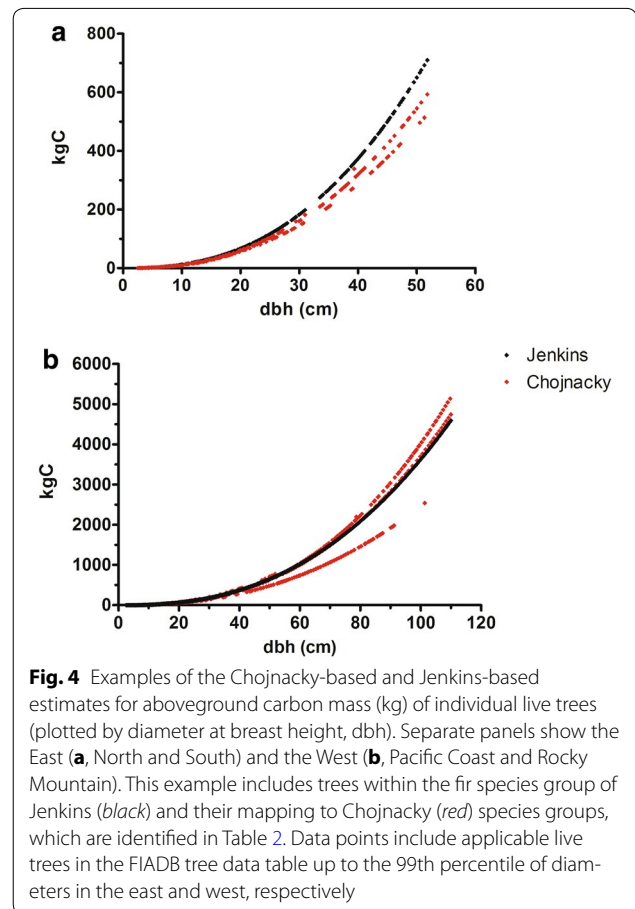 a
800
600
400
200
0
kgC
0 10 20 30 40 50 60
dbh (cm)
b
6000
5000
4000
3000
2000
1000
0
kgC
0 20 40 60 80 100 120
dbh (cm)
Jenkins
Chojnacky
Fig. 4 Examples of the Chojnacky-based and Jenkins-based
estimates for aboveground carbon mass (kg) of individual live trees
(plotted by diameter at breast height, dbh). Separate panels show the
East (a, North and South) and the West (b, Pacific Coast and Rocky
Mountain). This example includes trees within the fir species group of
Jenkins (black) and their mapping to Chojnacky (red) species groups,
which are identified in Table 2. Data points include applicable live
trees in the FIADB tree data table up to the 99th percentile of diam-
eters in the east and west, respectively